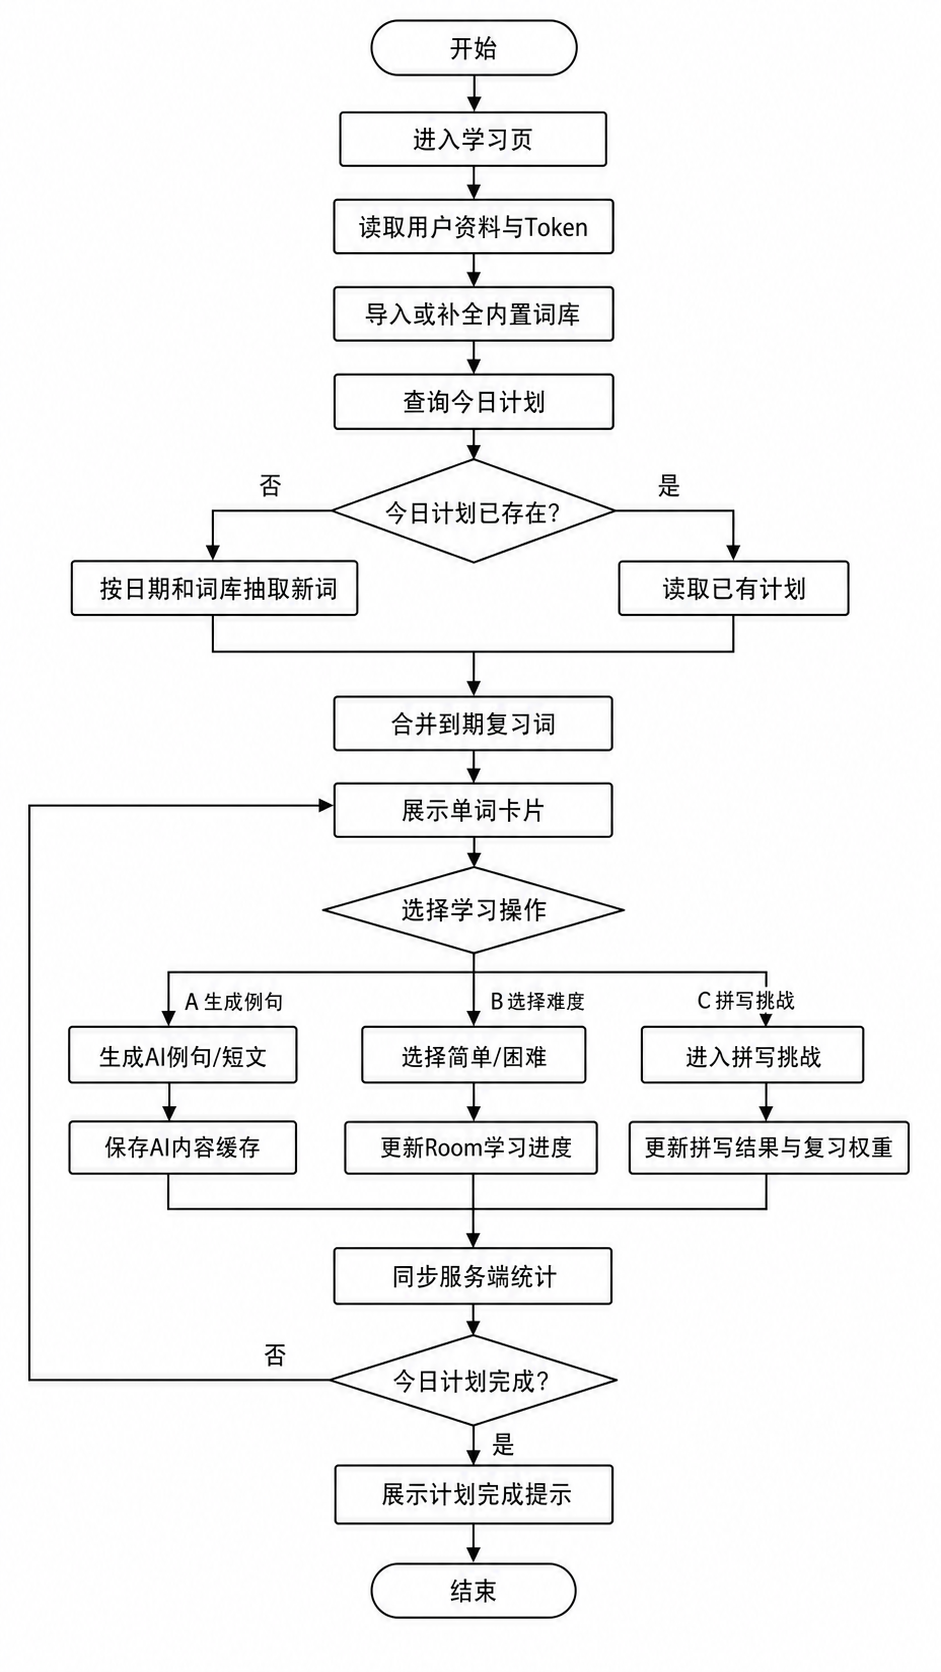 开始
进入学习页
读取用户资料与Token
导入或补全内置词库
查询今日计划
否
是
今日计划已存在?
按日期和词库抽取新词
读取已有计划
合并到期复习词
展示单词卡片
选择学习操作
A 生成例句
B 选择难度
C 拼写挑战
生成AI例句/短文
选择简单/困难
进入拼写挑战
保存AI内容缓存
更新Room学习进度
更新拼写结果与复习权重
同步服务端统计
否
今日计划完成?
是
展示计划完成提示
结束